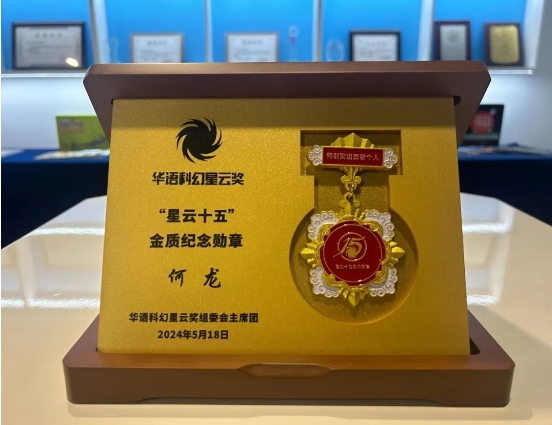 华语科幻星云奖
“星云十五”
金质纪念勋章
何龙
华语科幻星云奖组委会主席团
2024年5月18日
特别突出贡献个人
15